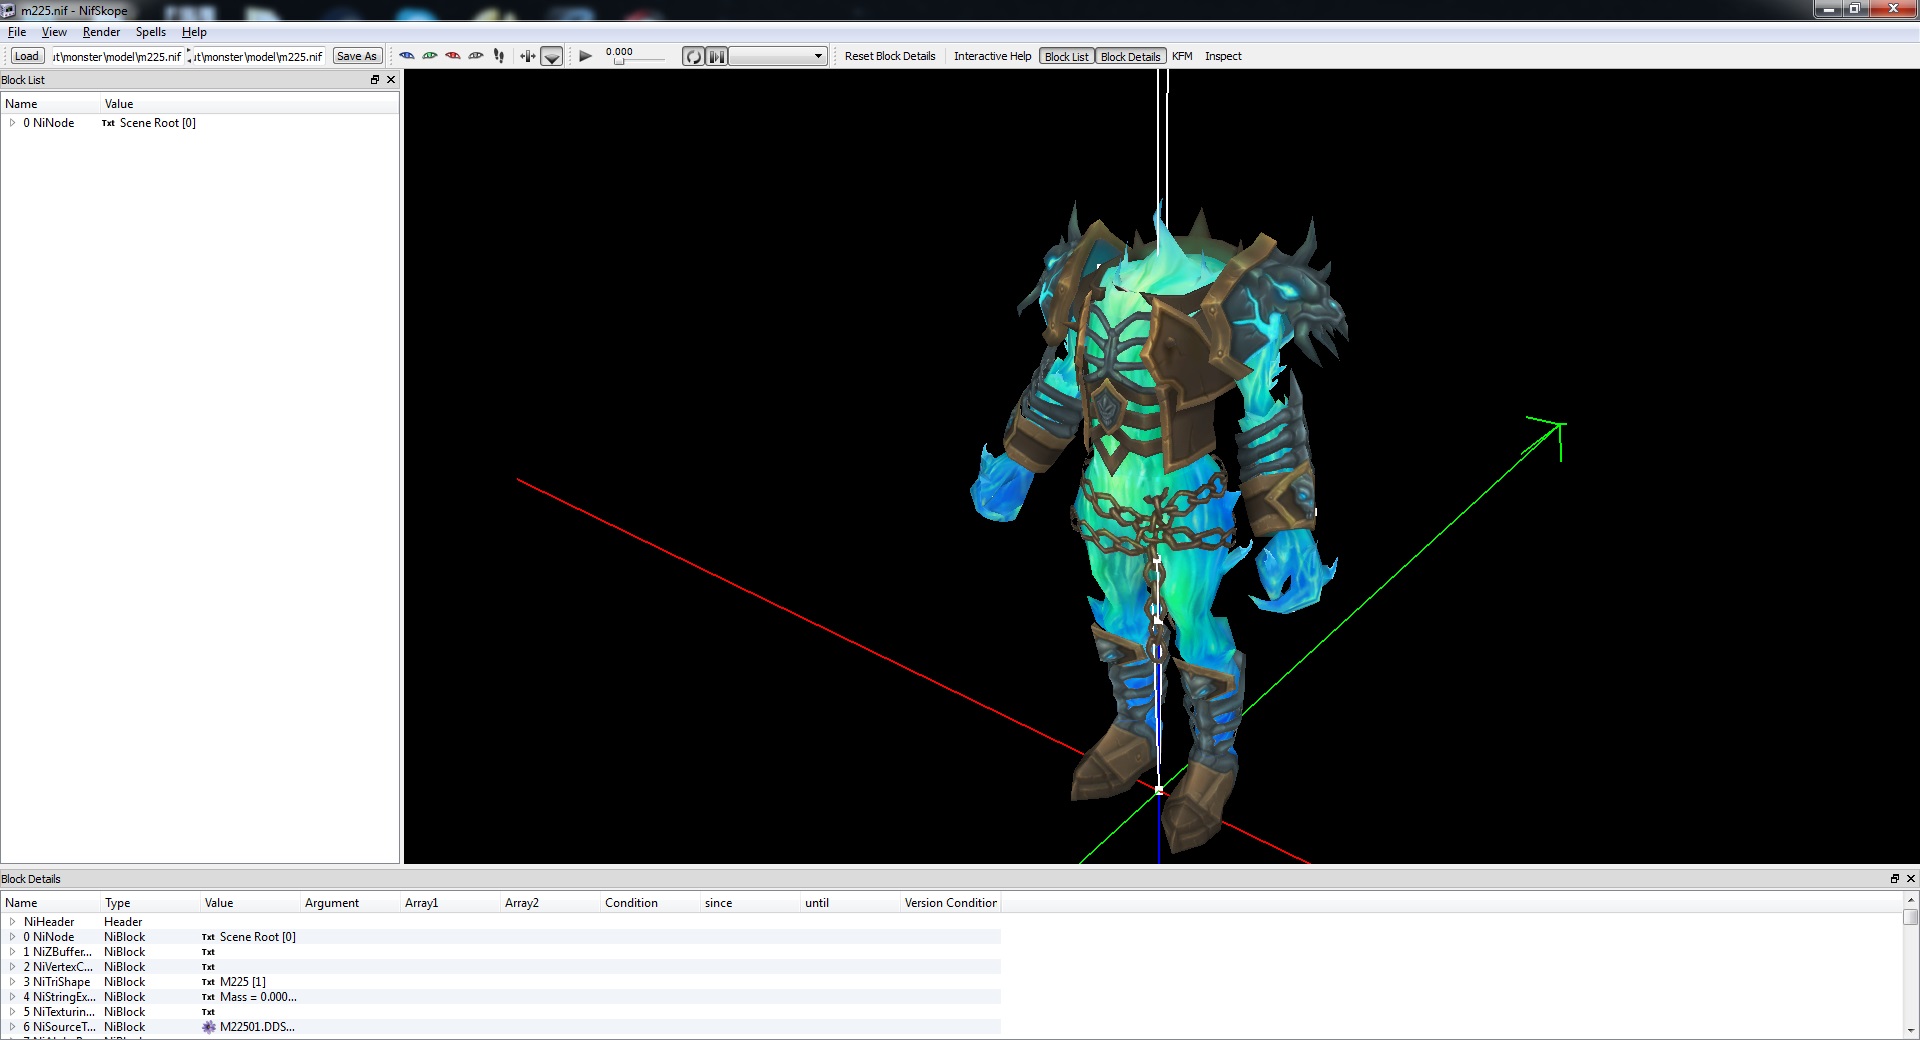 m225.nif - NifSkope
File View Render Spells Help
Load ut\monster\model\m225.nif ut\monster\model\m225.nif Save As 0.000 Reset Block Details Interactive Help Block List Block Details KFM Inspect
Block List
Name Value
0 NiNode Txt Scene Root [0]
Block Details
Name Type Value Argument Array1 Array2 Condition since until Version Condition
NiHeader Header
0 NiNode NiBlock Txt Scene Root [0]
1 NiZBuffer... NiBlock Txt
2 NiVertexC... NiBlock Txt
3 NiTriShape NiBlock Txt M225 [1]
4 NiStringEx... NiBlock Txt Mass = 0.000...
5 NiTexturin... NiBlock Txt
6 NiSourceT... NiBlock M22501.DDS...